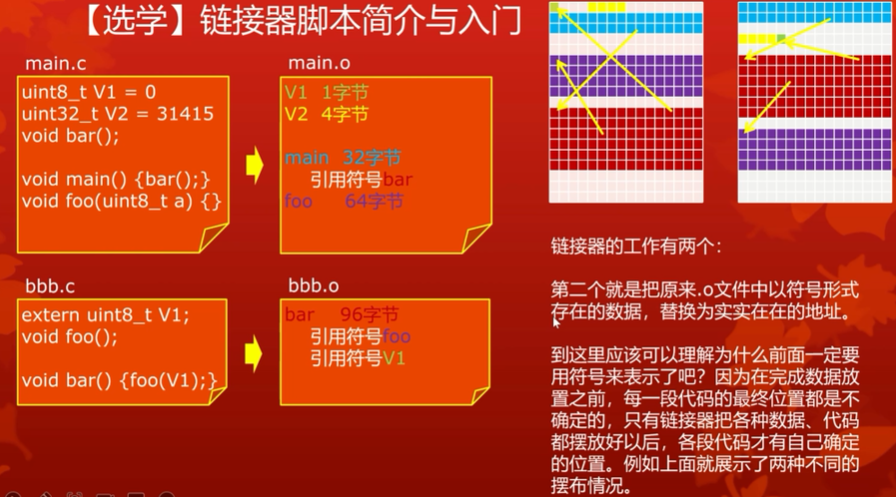 【选学】链接器脚本简介与入门
main.c
uint8_t V1 = 0
uint32_t V2 = 31415
void bar();
void main() {bar();}
void foo(uint8_t a) {}
main.o
V1 1字节
V2 4字节
main 32字节
引用符号bar
foo 64字节
bbb.c
extern uint8_t V1;
void foo();
void bar() {foo(V1);}
bbb.o
bar 96字节
引用符号foo
引用符号V1
链接器的工作有两个：
第二个就是把原来.o文件中以符号形式
存在的数据，替换为实实在在的地址。
到这里应该可以理解为什么前面一定要
用符号来表示了吧？因为在完成数据放
置之前，每一段代码的最终位置都是不
确定的，只有链接器把各种数据、代码
都摆放好以后，各段代码才有自己确定
的位置。例如上面就展示了两种不同的
摆布情况。